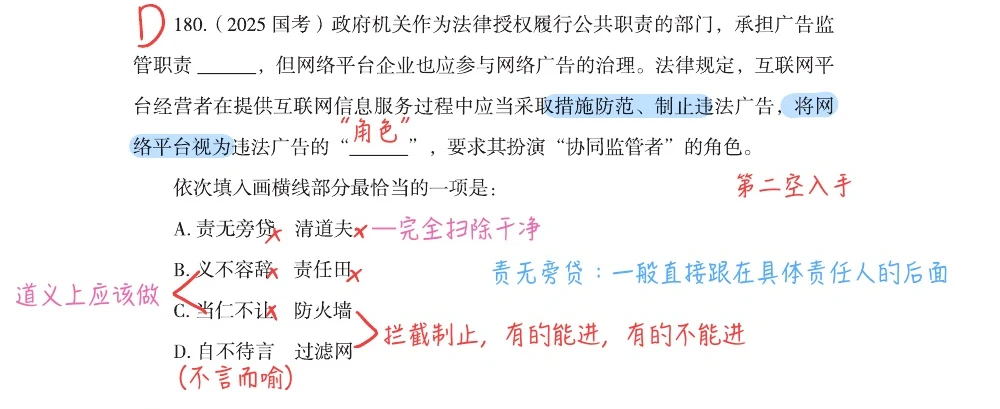 D 180.（2025 国考）政府机关作为法律授权履行公共职责的部门，承担广告监
管职责 ______，但网络平台企业也应参与网络广告的治理。法律规定，互联网平
台经营者在提供互联网信息服务过程中应当采取措施防范、制止违法广告，将网
“角色”
络平台视为违法广告的“______”，要求其扮演“协同监管者”的角色。
依次填入画横线部分最恰当的一项是：
第二空入手
A. 责无旁贷 清道夫 —完全扫除干净
B. 义不容辞 责任田
责无旁贷：一般直接跟在具体责任人的后面
道义上应该做
C. 当仁不让 防火墙
拦截制止，有的能进，有的不能进
D. 自不待言 过滤网
(不言而喻)